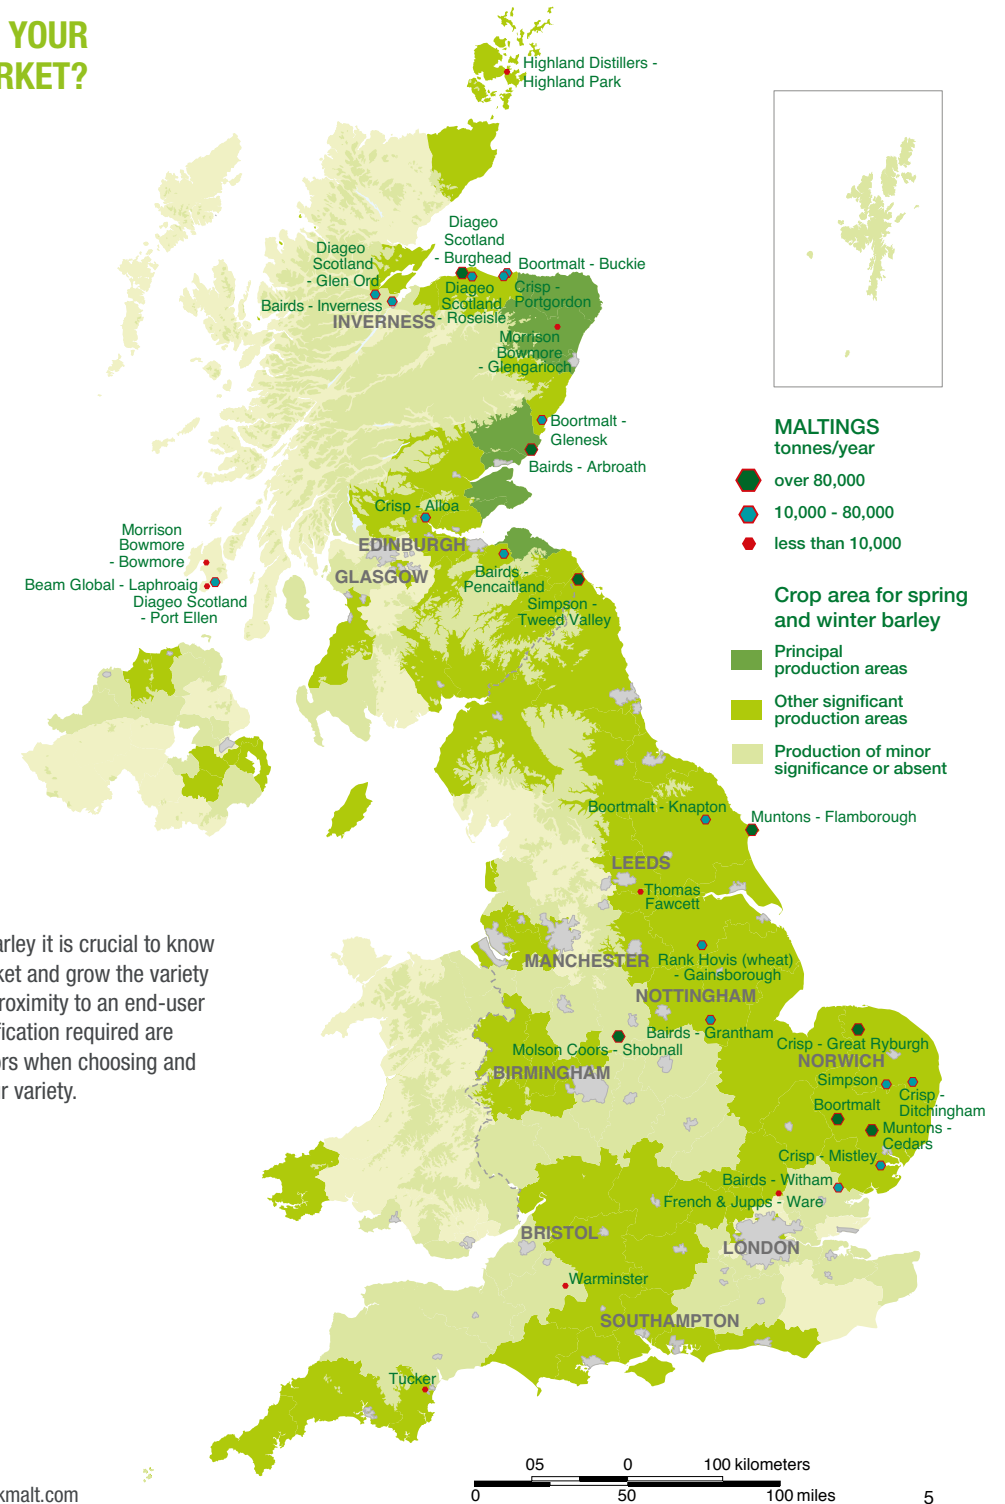 YOUR
RKET?
Highland Distillers -
Highland Park
Diageo
Scotland
- Burghead
Diageo
Scotland
- Glen Ord
Boortmalt - Buckie
Crisp -
Portgordon
Diageo
Scotland
- Roseisle
Bairds - Inverness
INVERNESS
Morrison
Bowmore
- Glengarioch
Boortmalt -
Glenesk
Bairds - Arbroath
MALTINGS
tonnes/year
over 80,000
10,000 - 80,000
less than 10,000
Crisp - Alloa
EDINBURGH
GLASGOW
Morrison
Bowmore
- Bowmore
Beam Global - Laphroaig
Diageo Scotland
- Port Ellen
Bairds -
Pencaitland
Simpson -
Tweed Valley
Crop area for spring
and winter barley
Principal
production areas
Other significant
production areas
Production of minor
significance or absent
Boortmalt - Knapton
Muntons - Flamborough
LEEDS
Thomas
Fawcett
arley it is crucial to know
ket and grow the variety
roximity to an end-user
ification required are
ors when choosing and
ur variety.
MANCHESTER
Rank Hovis (wheat)
- Gainsborough
NOTTINGHAM
Bairds - Grantham
Molson Coors - Shobnall
BIRMINGHAM
Crisp - Great Ryburgh
NORWICH
Simpson
Crisp -
Ditchingham
Boortmalt
Muntons -
Cedars
Crisp - Mistley
Bairds - Witham
French & Jupps - Ware
BRISTOL
LONDON
Warminster
SOUTHAMPTON
Tucker
05 0 100 kilometers
0 50 100 miles
kmalt.com
5